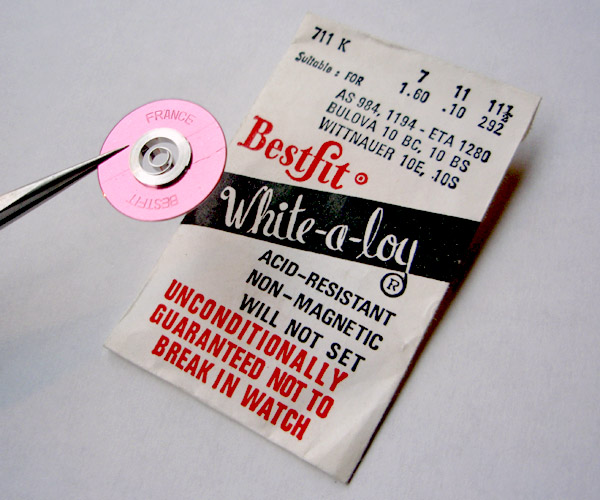 711 K
Suitable : FOR
7 11 11½
1.60 .10 292
AS 984, 1194 - ETA 1280
BULOVA 10 BC, 10 BS
WITTNAUER 10E, 10S
Bestfit
White-a-loy ®
ACID-RESISTANT
NON-MAGNETIC
WILL NOT SET
UNCONDITIONALLY
GUARANTEED NOT TO
BREAK IN WATCH
FRANCE
BESTFIT